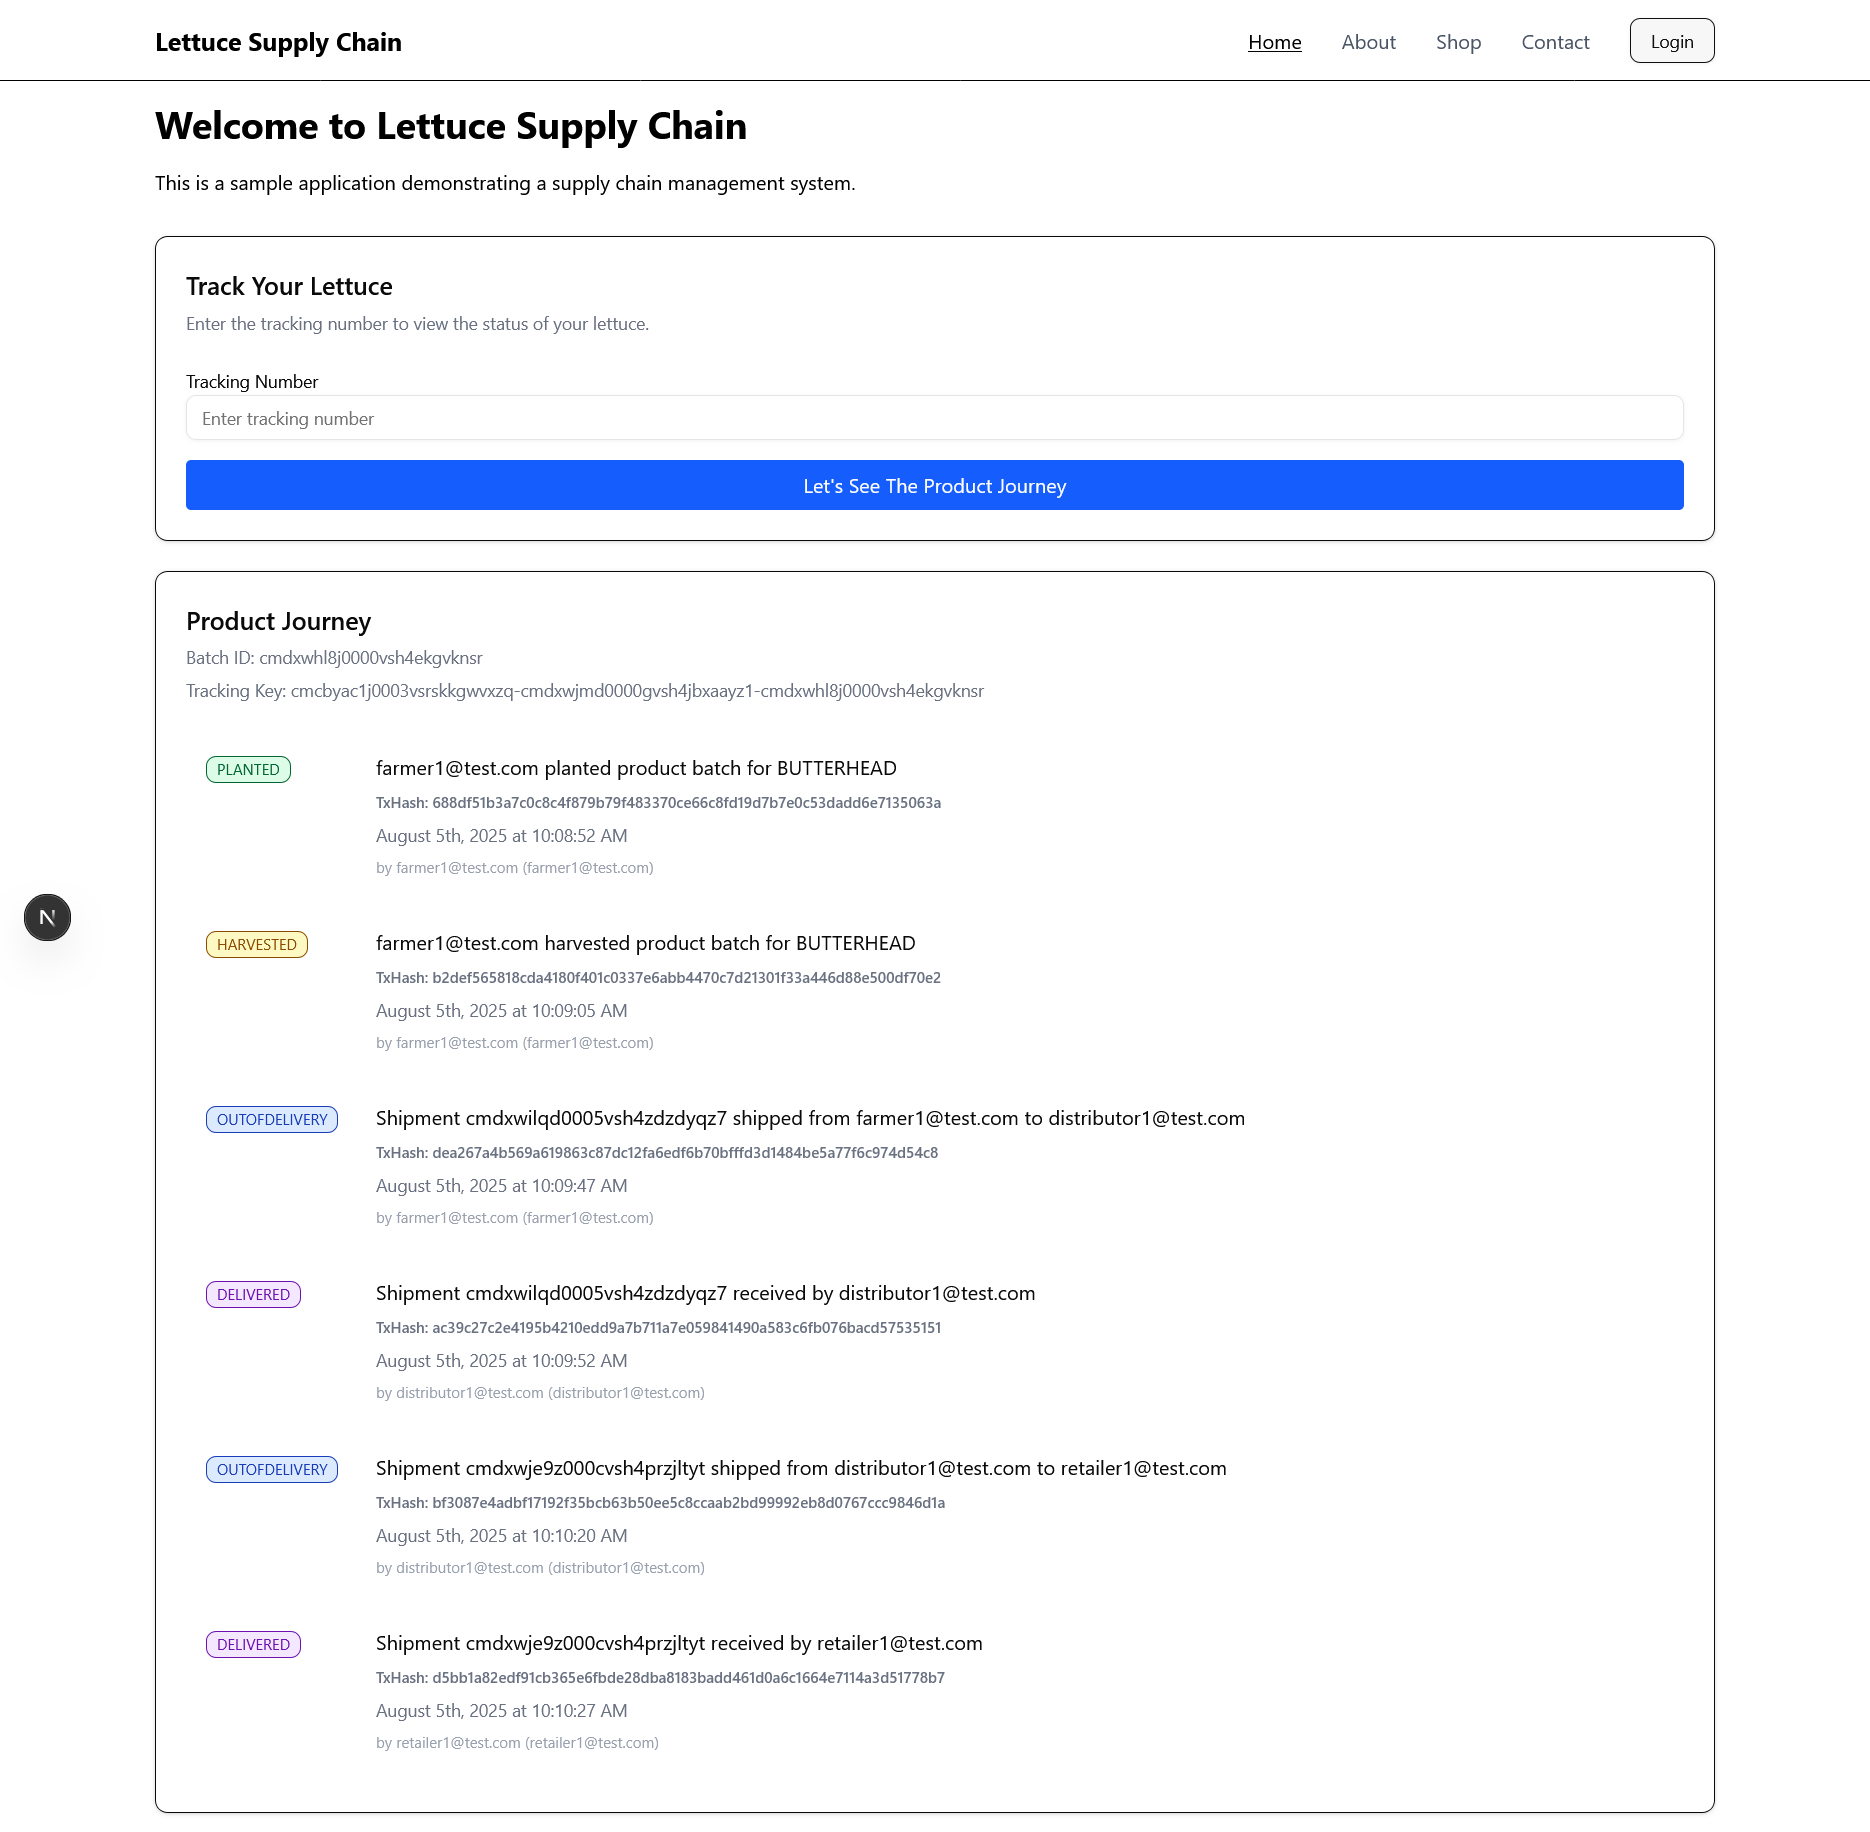 Lettuce Supply Chain
Home About Shop Contact Login
Welcome to Lettuce Supply Chain
This is a sample application demonstrating a supply chain management system.
Track Your Lettuce
Enter the tracking number to view the status of your lettuce.
Tracking Number
Enter tracking number
Let's See The Product Journey
Product Journey
Batch ID: cmdxwhl8j0000vsh4ekgvknsr
Tracking Key: cmcbyac1j0003vsrskkgwvxzq-cmdxwjmd0000gvsh4jbxaayz1-cmdxwhl8j0000vsh4ekgvknsr
PLANTED farmer1@test.com planted product batch for BUTTERHEAD
TxHash: 688df51b3a7c0c8c4f879b79f483370ce66c8fd19d7b7e0c53dadd6e7135063a
August 5th, 2025 at 10:08:52 AM
by farmer1@test.com (farmer1@test.com)
N
HARVESTED farmer1@test.com harvested product batch for BUTTERHEAD
TxHash: b2def565818cda4180f401c0337e6abb4470c7d21301f33a446d88e500df70e2
August 5th, 2025 at 10:09:05 AM
by farmer1@test.com (farmer1@test.com)
OUTOFDELIVERY Shipment cmdxwilqd0005vsh4zdzdyqz7 shipped from farmer1@test.com to distributor1@test.com
TxHash: dea267a4b569a619863c87dc12fa6edf6b70bfffd3d1484be5a77f6c974d54c8
August 5th, 2025 at 10:09:47 AM
by farmer1@test.com (farmer1@test.com)
DELIVERED Shipment cmdxwilqd0005vsh4zdzdyqz7 received by distributor1@test.com
TxHash: ac39c27c2e4195b4210edd9a7b711a7e059841490a583c6fb076bacd57535151
August 5th, 2025 at 10:09:52 AM
by distributor1@test.com (distributor1@test.com)
OUTOFDELIVERY Shipment cmdxwje9z000cvsh4przjltyt shipped from distributor1@test.com to retailer1@test.com
TxHash: bf3087e4adbf17192f35bcb63b50ee5c8ccaab2bd99992eb8d0767ccc9846d1a
August 5th, 2025 at 10:10:20 AM
by distributor1@test.com (distributor1@test.com)
DELIVERED Shipment cmdxwje9z000cvsh4przjltyt received by retailer1@test.com
TxHash: d5bb1a82edf91cb365e6fbde28dba8183badd461d0a6c1664e7114a3d51778b7
August 5th, 2025 at 10:10:27 AM
by retailer1@test.com (retailer1@test.com)